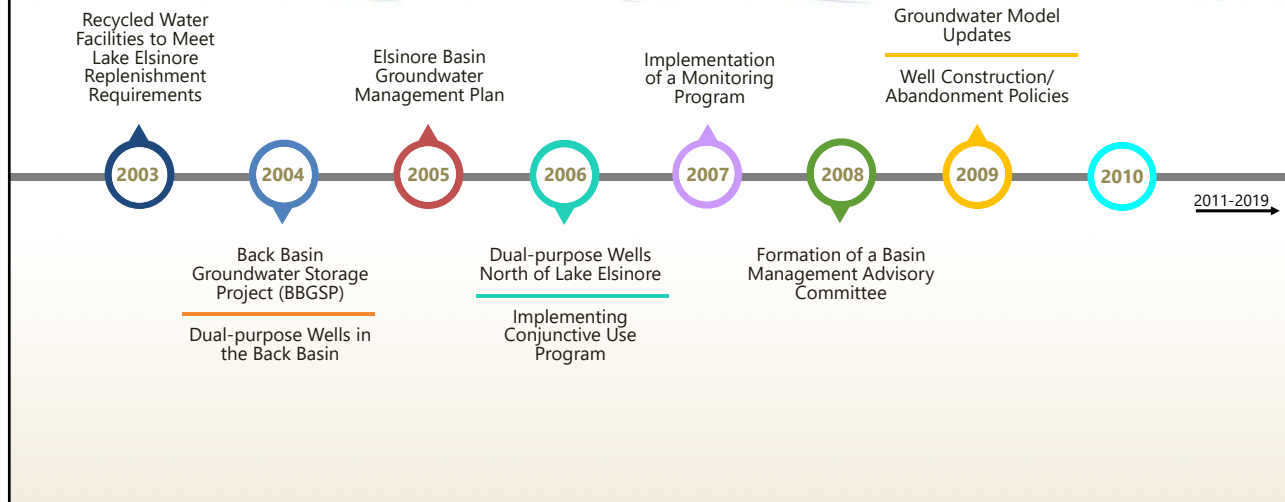 Recycled Water
Facilities to Meet
Lake Elsinore
Replenishment
Requirements
Elsinore Basin
Groundwater
Management Plan
Implementation
of a Monitoring
Program
Groundwater Model
Updates
Well Construction/
Abandonment Policies
2003
2004
2005
2006
2007
2008
2009
2010
2011-2019
Back Basin
Groundwater Storage
Project (BBGSP)
Dual-purpose Wells in
the Back Basin
Dual-purpose Wells
North of Lake Elsinore
Implementing
Conjunctive Use
Program
Formation of a Basin
Management Advisory
Committee